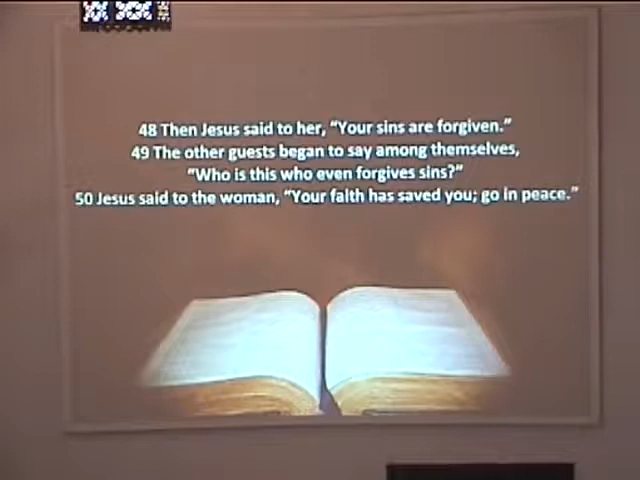 48 Then Jesus said to her, “Your sins are forgiven.”
49 The other guests began to say among themselves,
“Who is this who even forgives sins?”
50 Jesus said to the woman, “Your faith has saved you; go in peace.”